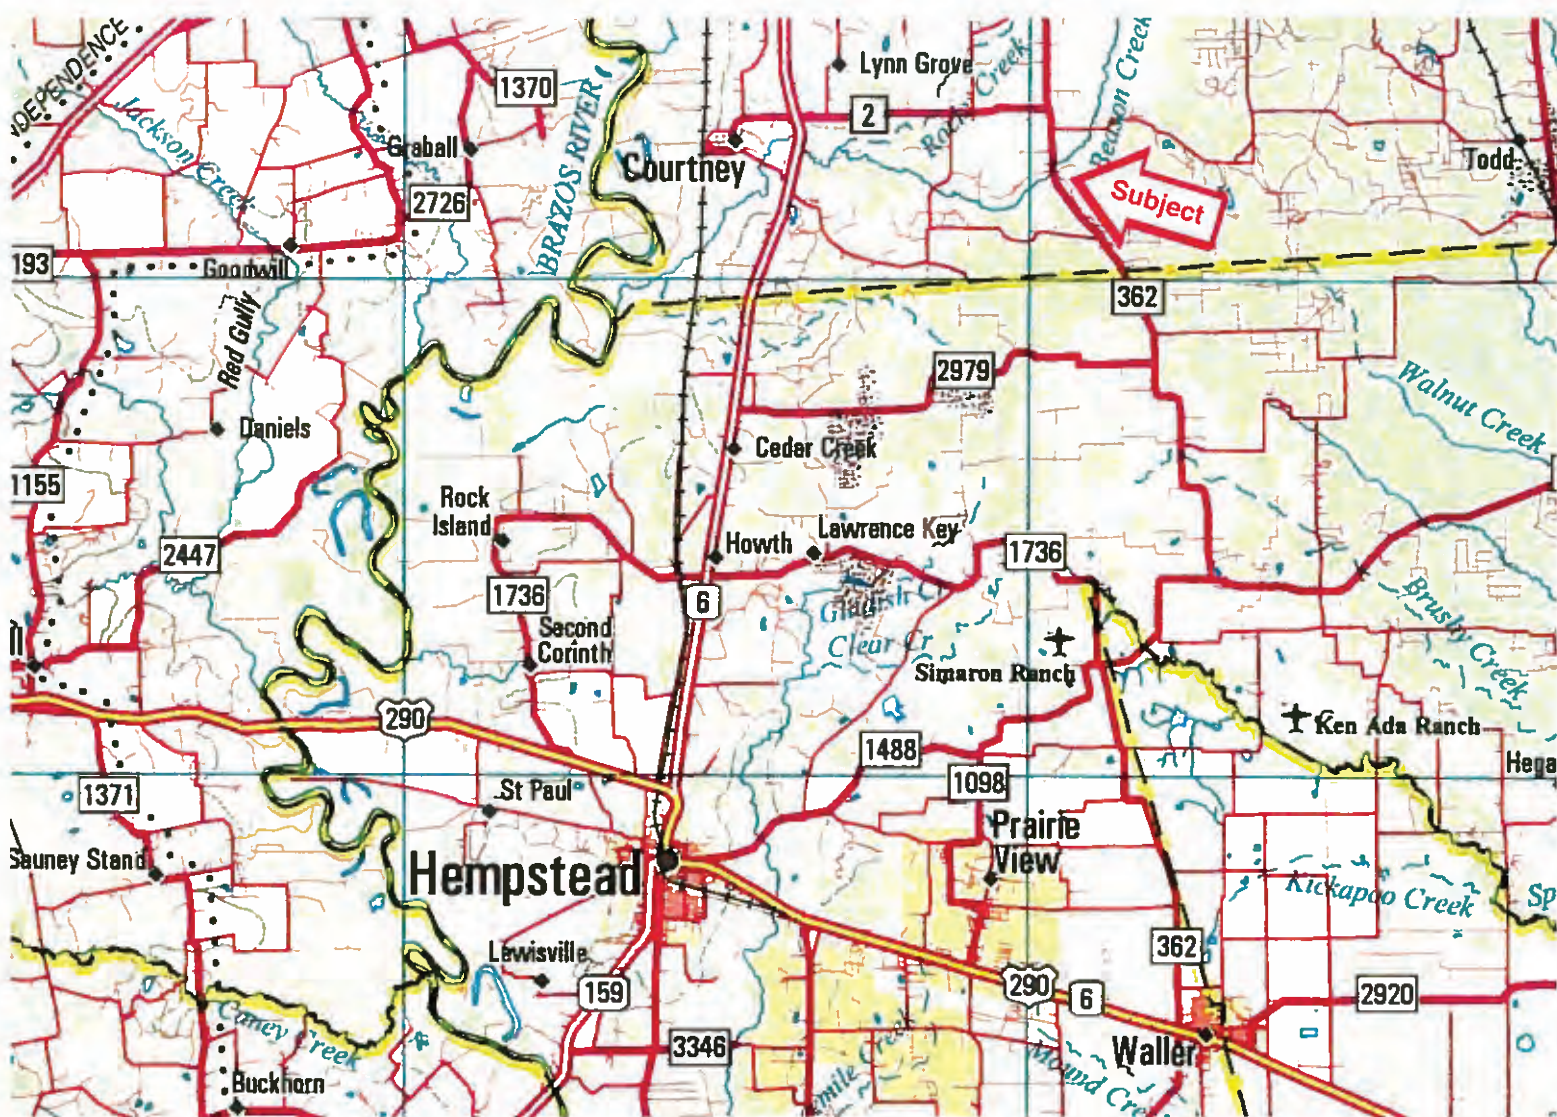 Lynn Grove
1370
2
Rocky Creek
Beason Creek
Jackson Creek
BRAZOS RIVER
Graball
Courtney
Todd
Subject
2726
193
Goodwill
362
Red Gully
2979
Walnut Creek
Daniels
Cedar Creek
1155
Rock
Island
Lawrence Key
Howth
1736
2447
1736
6
Clear Cr
Brushy Creek
Second
Corinth
Simaron Ranch
290
Ken Ada Ranch
1488
1371
St Paul
1098
Prairie
View
Sauney Stand
Hempstead
Kickapoo Creek
Sp
Lewisville
362
159
290
6
2920
Caney Creek
3346
Waller
Buckhorn